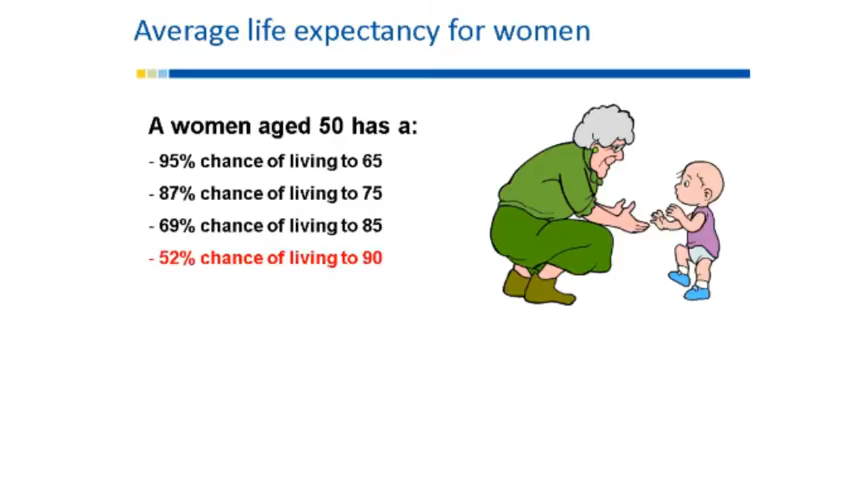 Average life expectancy for women
A women aged 50 has a:
- 95% chance of living to 65
- 87% chance of living to 75
- 69% chance of living to 85
- 52% chance of living to 90